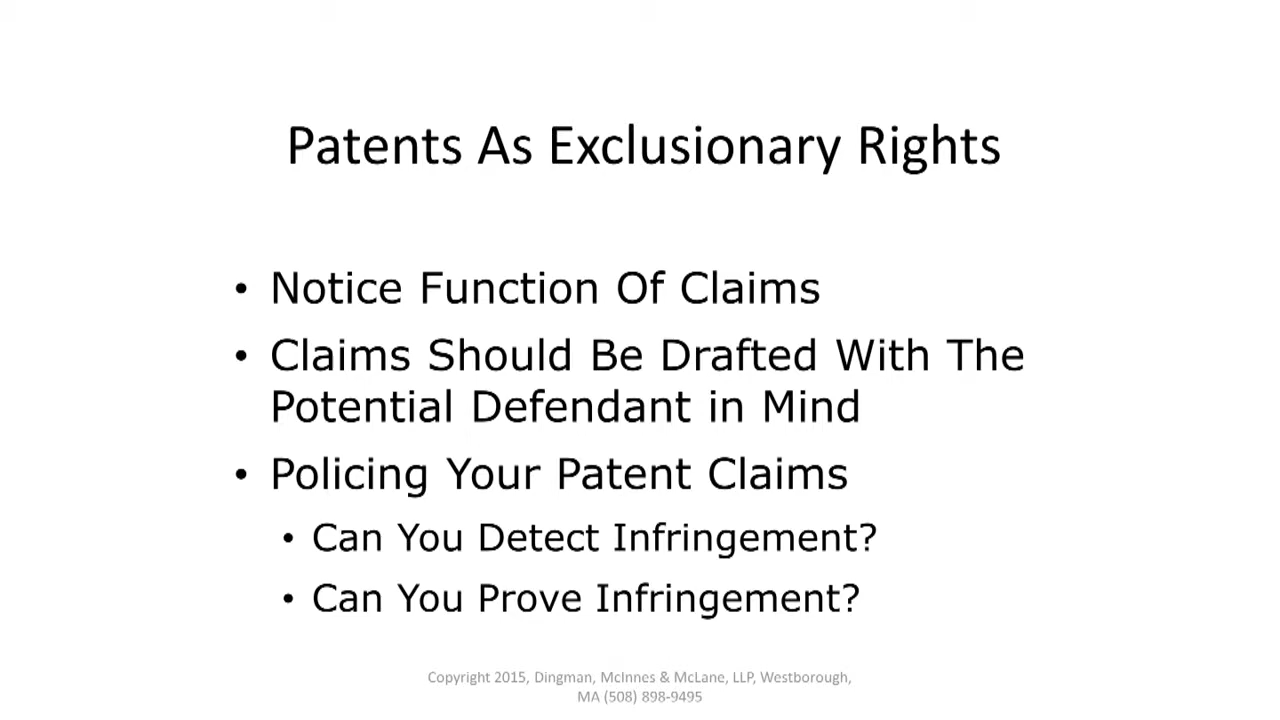 Patents As Exclusionary Rights
• Notice Function Of Claims
• Claims Should Be Drafted With The
Potential Defendant in Mind
• Policing Your Patent Claims
• Can You Detect Infringement?
• Can You Prove Infringement?
Copyright 2015, Dingman, McInnes & McLane, LLP, Westborough,
MA (508) 898-9495